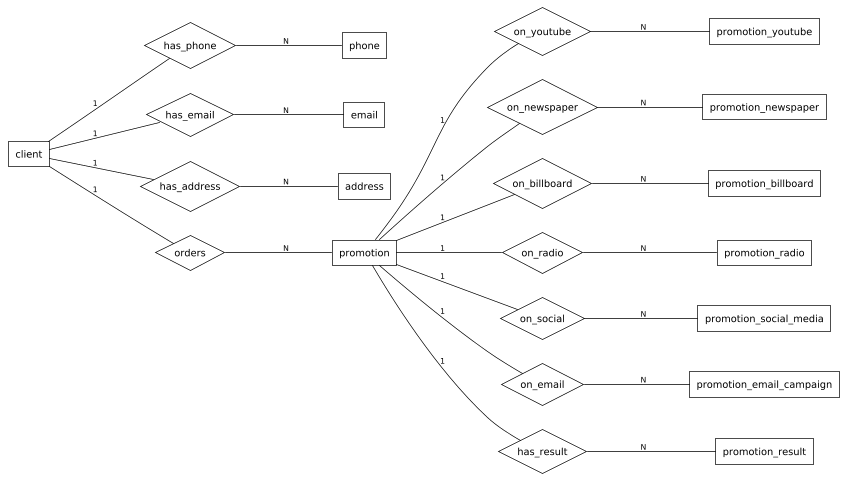 client
1
has_phone
N
phone
1
has_email
N
email
1
has_address
N
address
1
orders
N
promotion
1
on_youtube
N
promotion_youtube
1
on_newspaper
N
promotion_newspaper
1
on_billboard
N
promotion_billboard
1
on_radio
N
promotion_radio
1
on_social
N
promotion_social_media
1
on_email
N
promotion_email_campaign
1
has_result
N
promotion_result